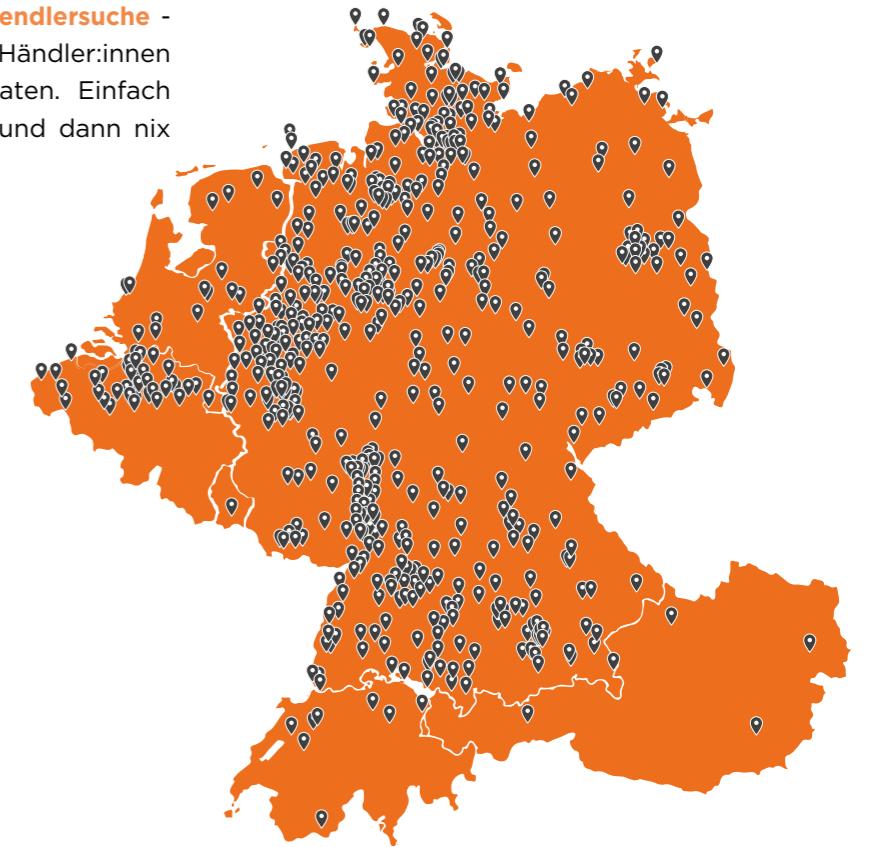 endlersuche -
Händler:innen
aten. Einfach
und dann nix